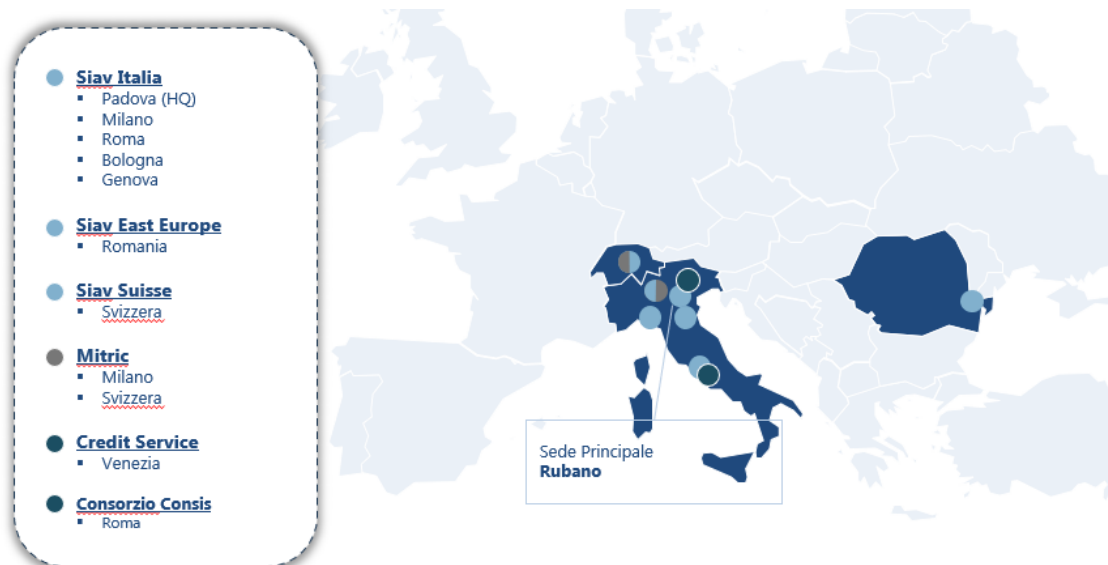 Siav Italia
▪ Padova (HQ)
▪ Milano
▪ Roma
▪ Bologna
▪ Genova
Siav East Europe
▪ Romania
Siav Suisse
▪ Svizzera
Mitric
▪ Milano
▪ Svizzera
Credit Service
▪ Venezia
Consorzio Consis
▪ Roma
Sede Principale
Rubano